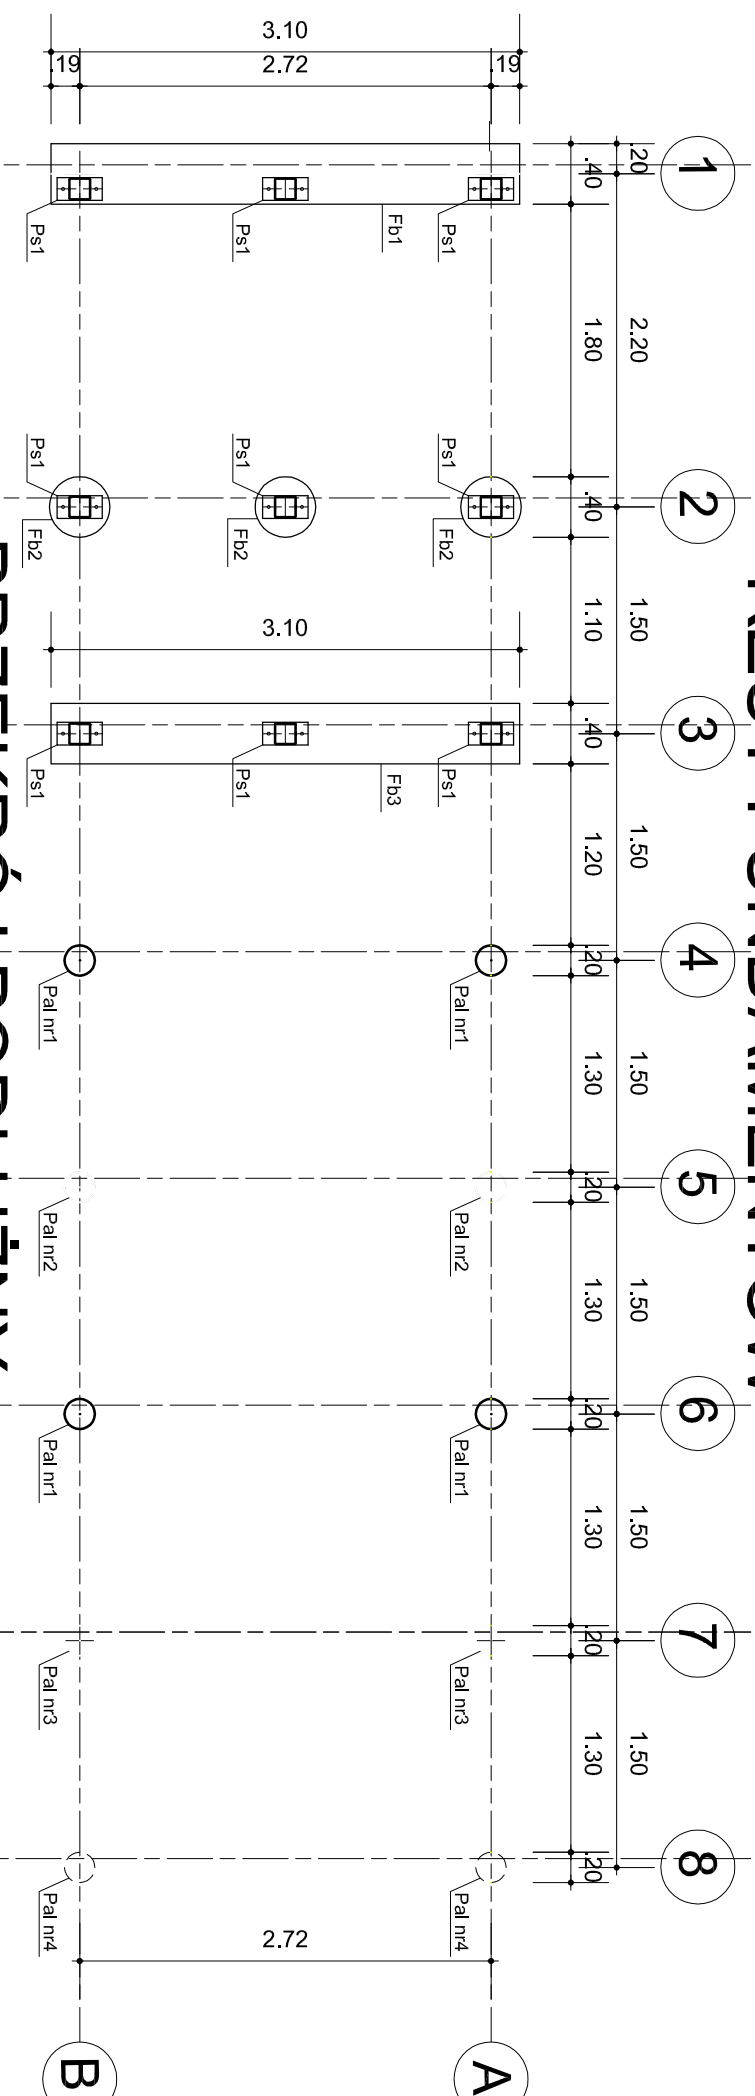 FUNDAMENTÓW
1 2 3 4 5 6 7 8
.20 2.20 1.50 1.50 1.50 1.50 1.50 1.50
.40 1.80 .40 1.10 .40 1.20 .20 1.30 .20 1.30 .20 1.30 .20 1.30 .20
.19 A
Ps1 Ps1 Fb2 Ps1 Pal nr1 Pal nr2 Pal nr1 Pal nr3 Pal nr4
Fb1 Fb3
3.10 2.72 3.10 2.72
Ps1 Ps1 Fb2 Ps1
.19 B
Ps1 Ps1 Fb2 Ps1 Pal nr1 Pal nr2 Pal nr1 Pal nr3 Pal nr4
PRZEKRÓJ PODŁUŻNY